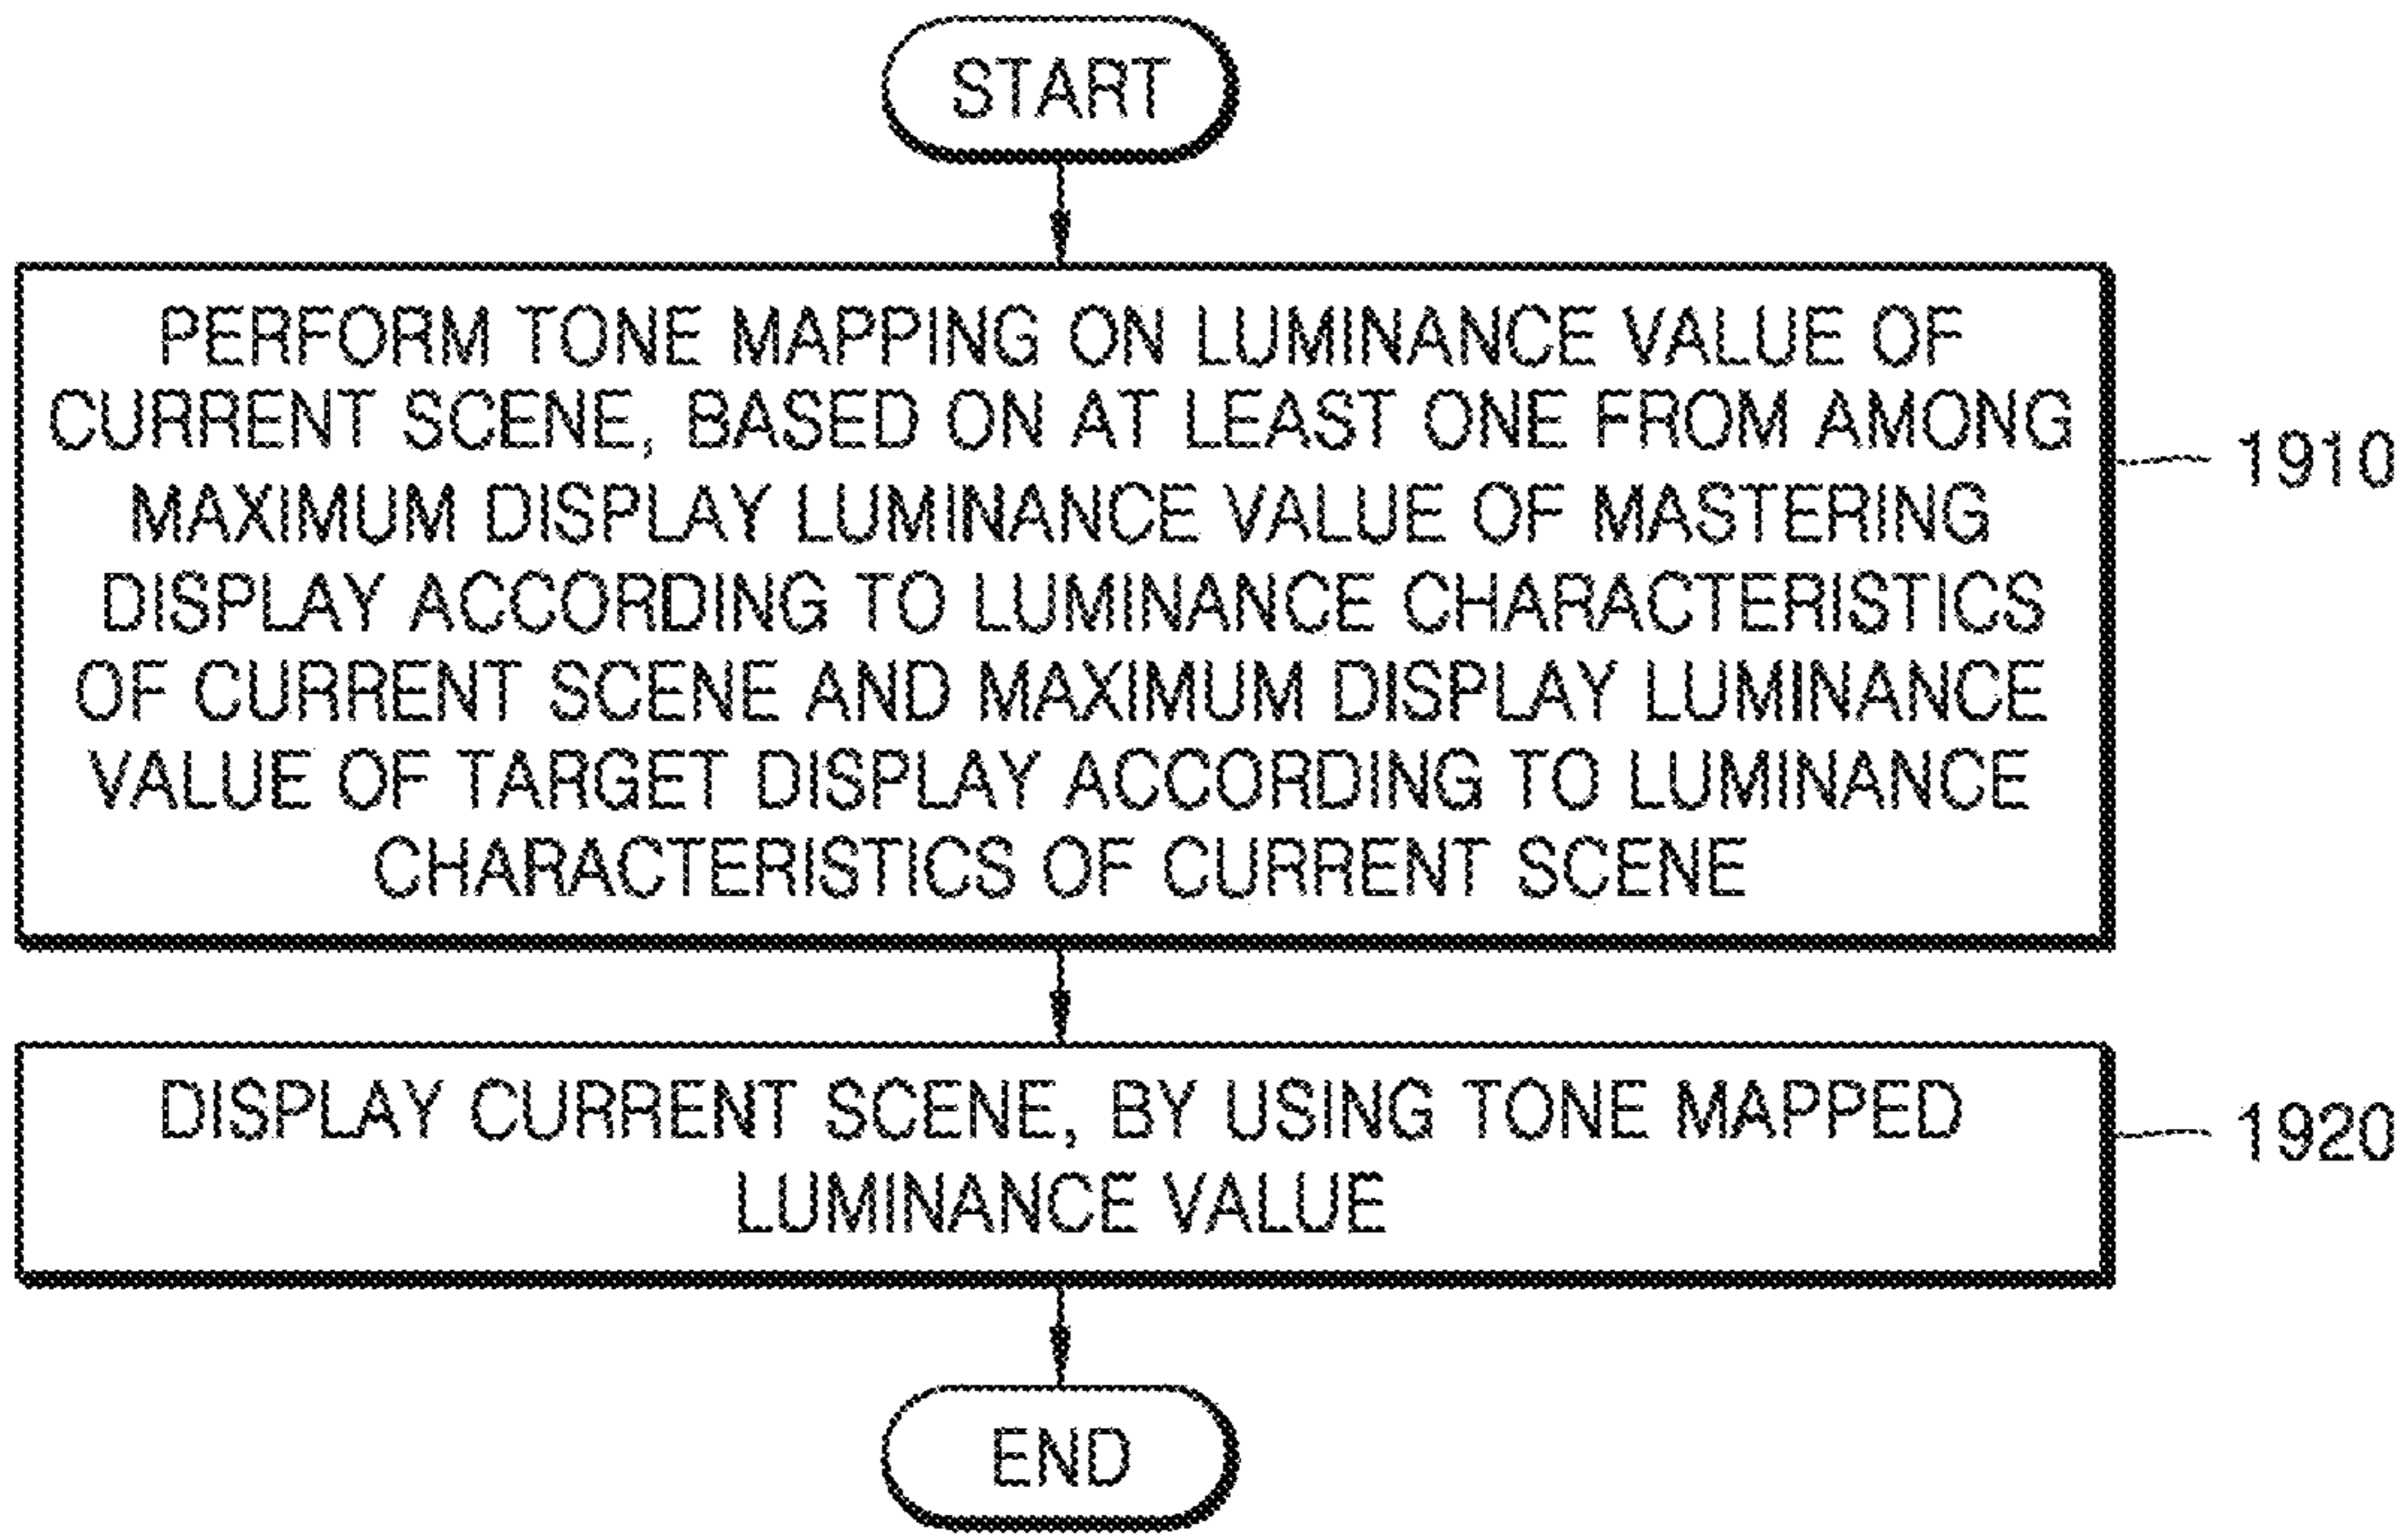 START
PERFORM TONE MAPPING ON LUMINANCE VALUE OF
CURRENT SCENE, BASED ON AT LEAST ONE FROM AMONG
MAXIMUM DISPLAY LUMINANCE VALUE OF MASTERING
DISPLAY ACCORDING TO LUMINANCE CHARACTERISTICS
OF CURRENT SCENE AND MAXIMUM DISPLAY LUMINANCE
VALUE OF TARGET DISPLAY ACCORDING TO LUMINANCE
CHARACTERISTICS OF CURRENT SCENE
1910
DISPLAY CURRENT SCENE, BY USING TONE MAPPED
LUMINANCE VALUE
1920
END